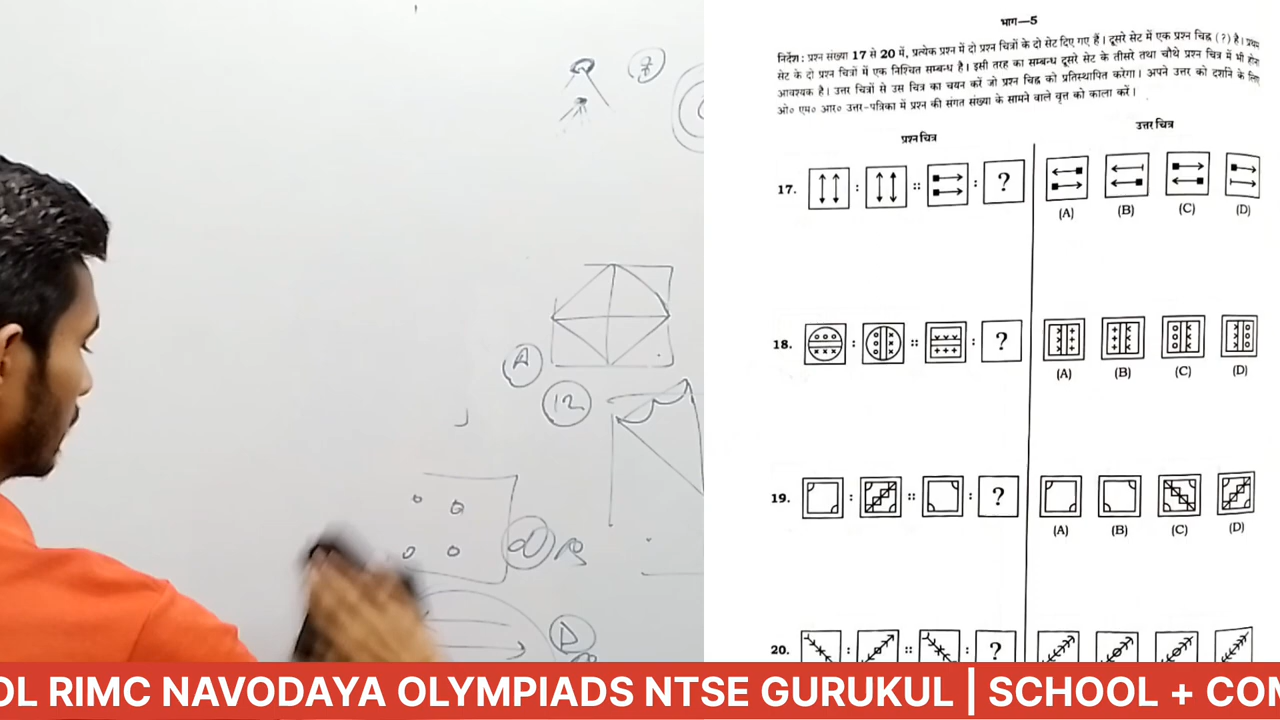 भाग—5
निर्देश : प्रश्न संख्या 17 से 20 में, प्रत्येक प्रश्न में दो प्रश्न चित्रों के दो सेट दिए गए हैं। दूसरे सेट में एक प्रश्न चिह्न (?) है। प्रथम
सेट के दो प्रश्न चित्रों में एक निश्चित सम्बन्ध है। इसी तरह का सम्बन्ध दूसरे सेट के तीसरे तथा चौथे प्रश्न चित्र में भी होना
आवश्यक है। उत्तर चित्रों से उस चित्र का चयन करें जो प्रश्न चिह्न को प्रतिस्थापित करेगा। अपने उत्तर को दर्शाने के लिए
ओ० एम० आर० उत्तर-पत्रिका में प्रश्न की संगत संख्या के सामने वाले वृत्त को काला करें।
प्रश्न चित्र
उत्तर चित्र
17. : :: : ?
(A) (B) (C) (D)
18. : :: : ?
(A) (B) (C) (D)
19. : :: : ?
(A) (B) (C) (D)
20. : :: : ?
A
12
D
OL RIMC NAVODAYA OLYMPIADS NTSE GURUKUL | SCHOOL + COM